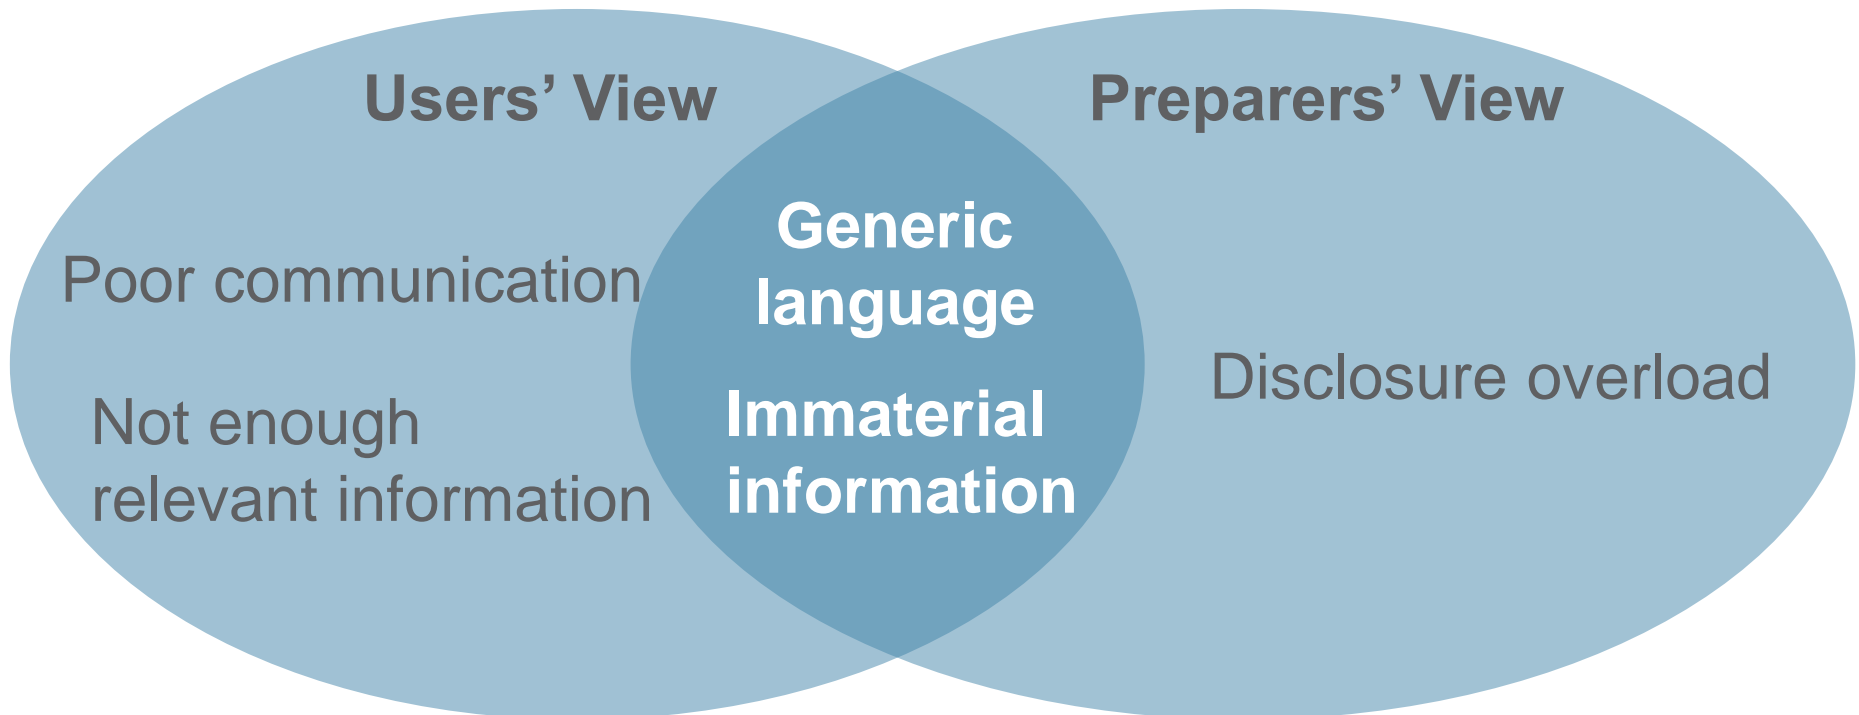 Users’ View
Poor communication
Not enough
relevant information
Generic
language
Immaterial
information
Preparers’ View
Disclosure overload